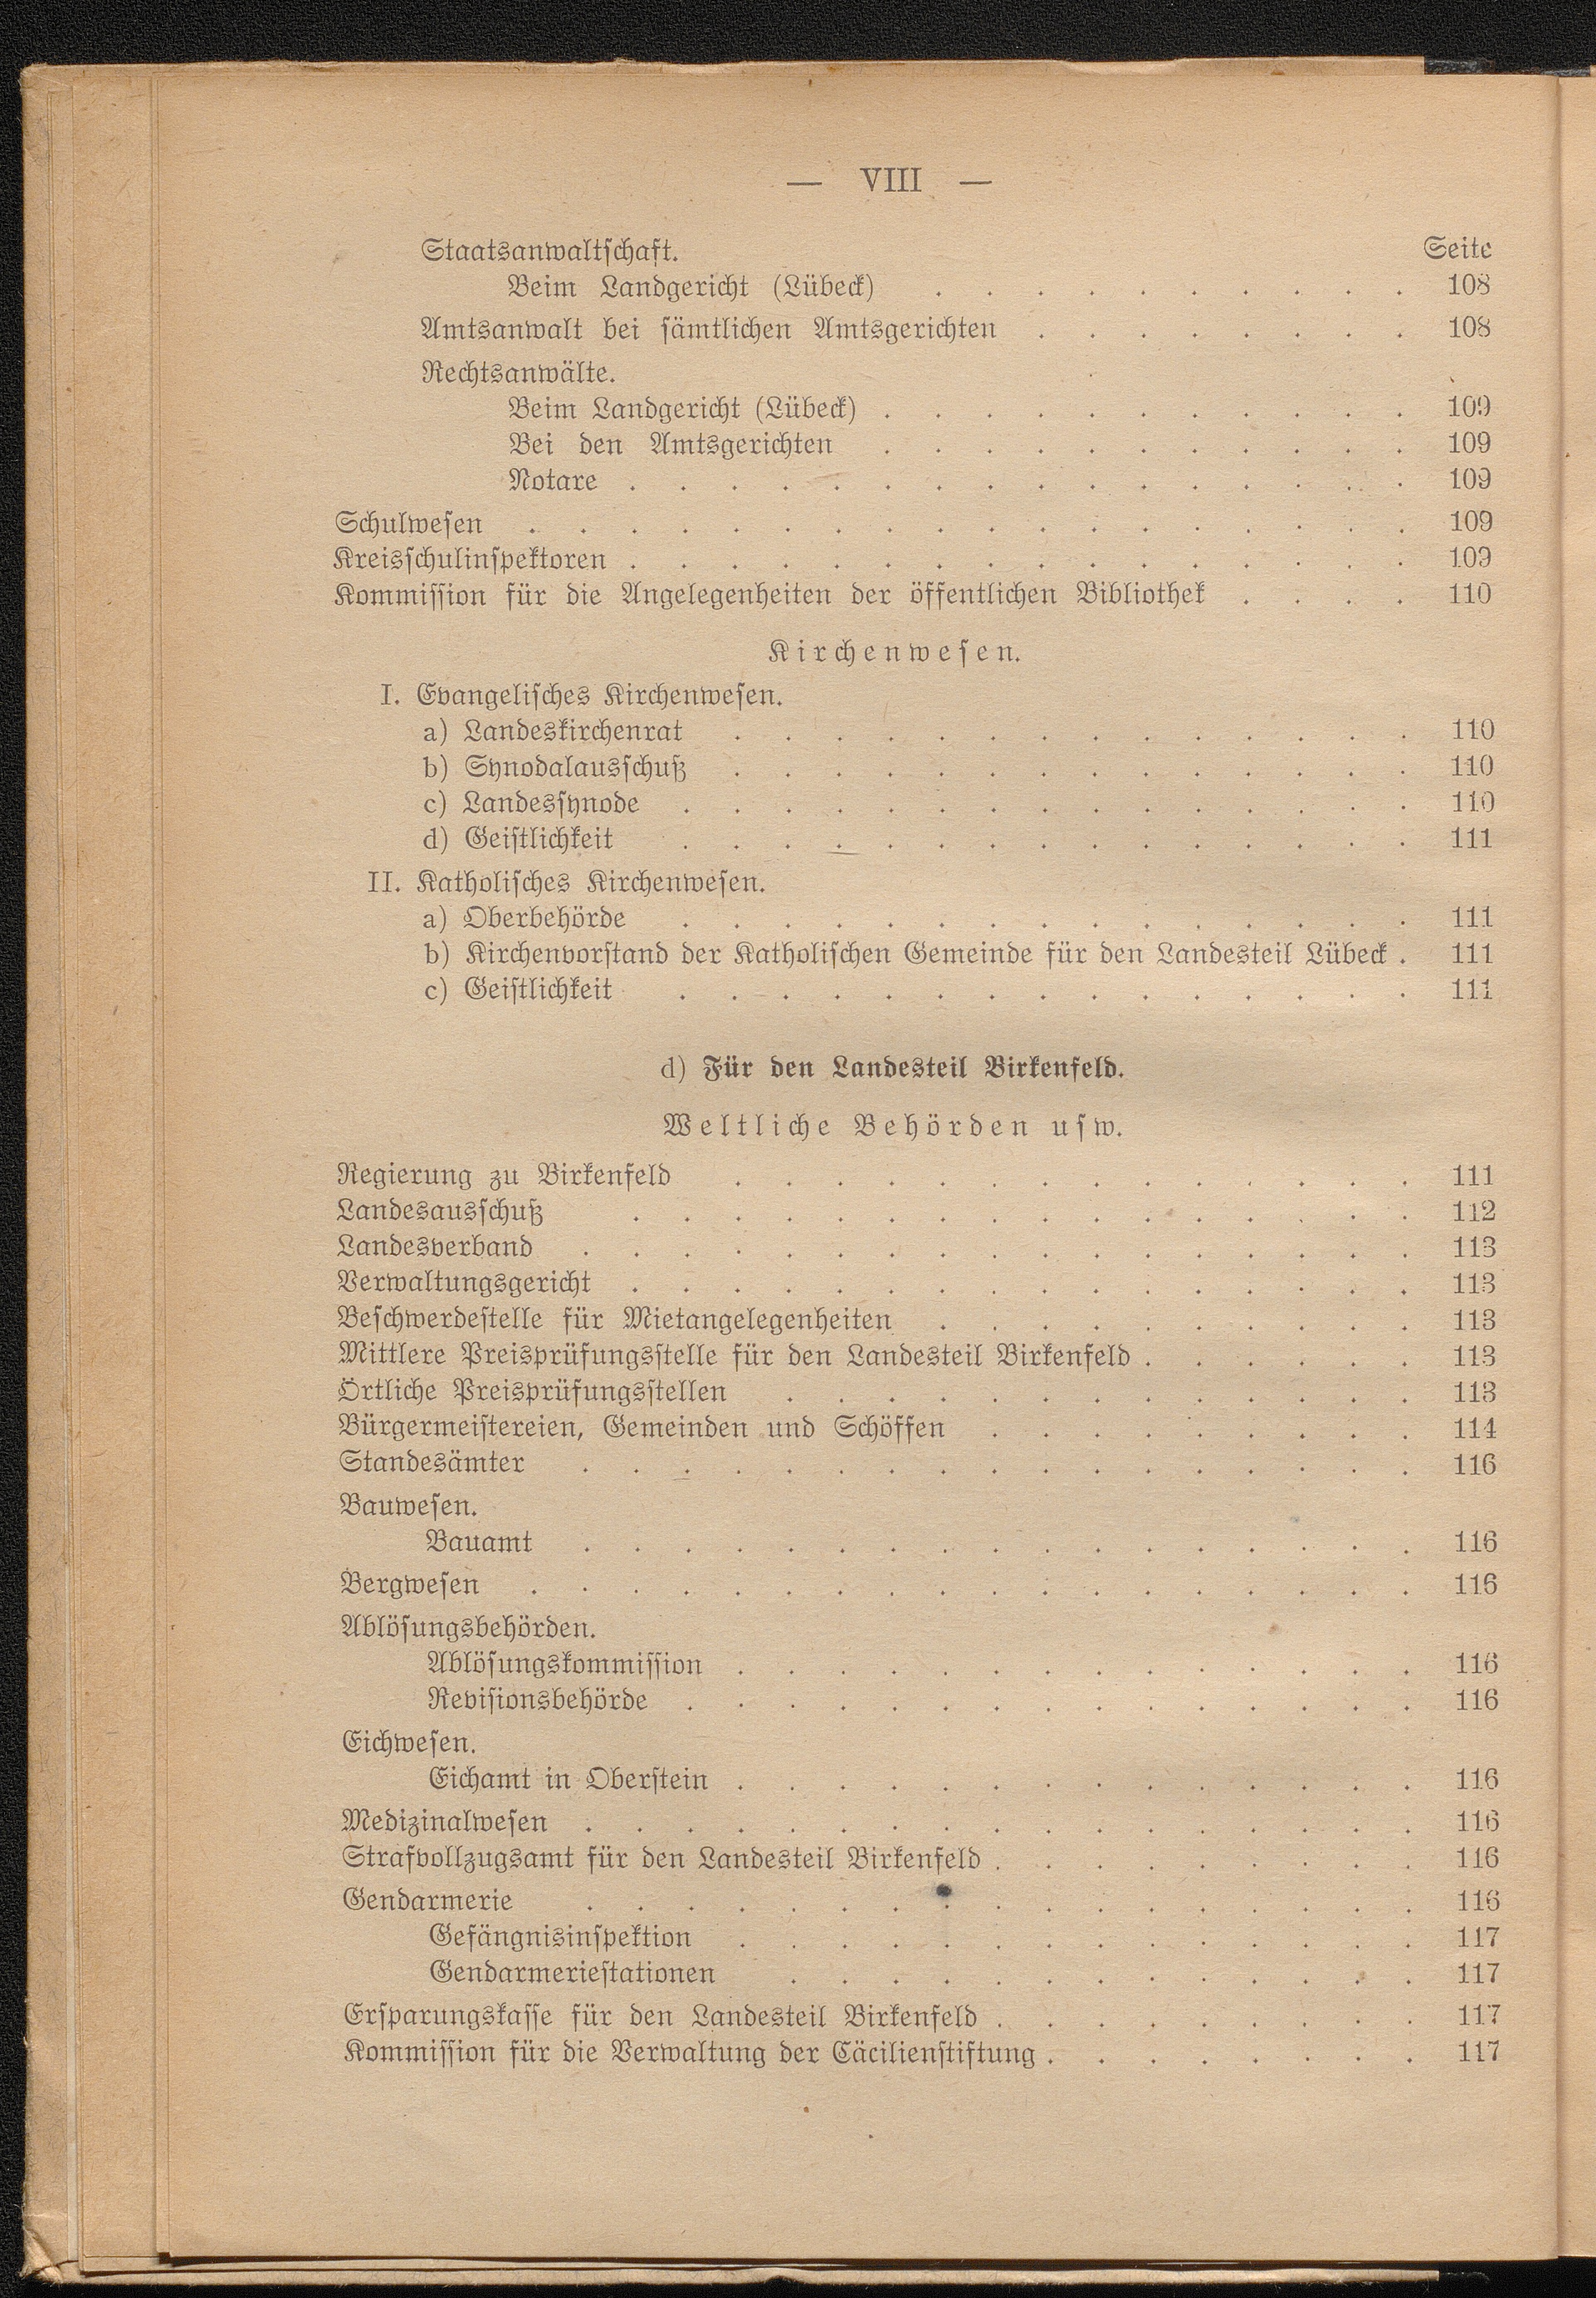 — VIII —
Staatsanwaltschaft. Seite
Beim Landgericht (Lübeck) . . . . . . . . . . 108
Amtsanwalt bei sämtlichen Amtsgerichten . . . . . . . . 108
Rechtsanwälte.
Beim Landgericht (Lübeck) . . . . . . . . . . . 109
Bei den Amtsgerichten . . . . . . . . . . . 109
Notare . . . . . . . . . . . . . . . . 109
Schulwesen . . . . . . . . . . . . . . . . . . 109
Kreisschulinspektoren . . . . . . . . . . . . . . . . 109
Kommission für die Angelegenheiten der öffentlichen Bibliothek . . . . 110
Kirchenwesen.
I. Evangelisches Kirchenwesen.
a) Landeskirchenrat . . . . . . . . . . . . . . 110
b) Synodalausschuß . . . . . . . . . . . . . . 110
c) Landessynode . . . . . . . . . . . . . . . 110
d) Geistlichkeit . . . . . . . . . . . . . . . 111
II. Katholisches Kirchenwesen.
a) Oberbehörde . . . . . . . . . . . . . . . 111
b) Kirchenvorstand der Katholischen Gemeinde für den Landesteil Lübeck . 111
c) Geistlichkeit . . . . . . . . . . . . . . . 111
d) Für den Landesteil Birkenfeld.
Weltliche Behörden usw.
Regierung zu Birkenfeld . . . . . . . . . . . . . . 111
Landesausschuß . . . . . . . . . . . . . . . . 112
Landesverband . . . . . . . . . . . . . . . . . 113
Verwaltungsgericht . . . . . . . . . . . . . . . . 113
Beschwerdestelle für Mietangelegenheiten . . . . . . . . . . 113
Mittlere Preisprüfungsstelle für den Landesteil Birkenfeld . . . . . . 113
Örtliche Preisprüfungsstellen . . . . . . . . . . . . . 113
Bürgermeistereien, Gemeinden und Schöffen . . . . . . . . . 114
Standesämter . . . . . . . . . . . . . . . . . 116
Bauwesen.
Bauamt . . . . . . . . . . . . . . . . . 116
Bergwesen . . . . . . . . . . . . . . . . . . 116
Ablösungsbehörden.
Ablösungskommission . . . . . . . . . . . . . . 116
Revisionsbehörde . . . . . . . . . . . . . . . 116
Eichwesen.
Eichamt in Oberstein . . . . . . . . . . . . . . 116
Medizinalwesen . . . . . . . . . . . . . . . . . 116
Strafvollzugsamt für den Landesteil Birkenfeld . . . . . . . . . 116
Gendarmerie . . . . . . . . . . . . . . . . . 116
Gefängnisinspektion . . . . . . . . . . . . . . 117
Gendarmeriestationen . . . . . . . . . . . . . 117
Ersparungskasse für den Landesteil Birkenfeld . . . . . . . . . 117
Kommission für die Verwaltung der Cäcilienstiftung . . . . . . . . 117